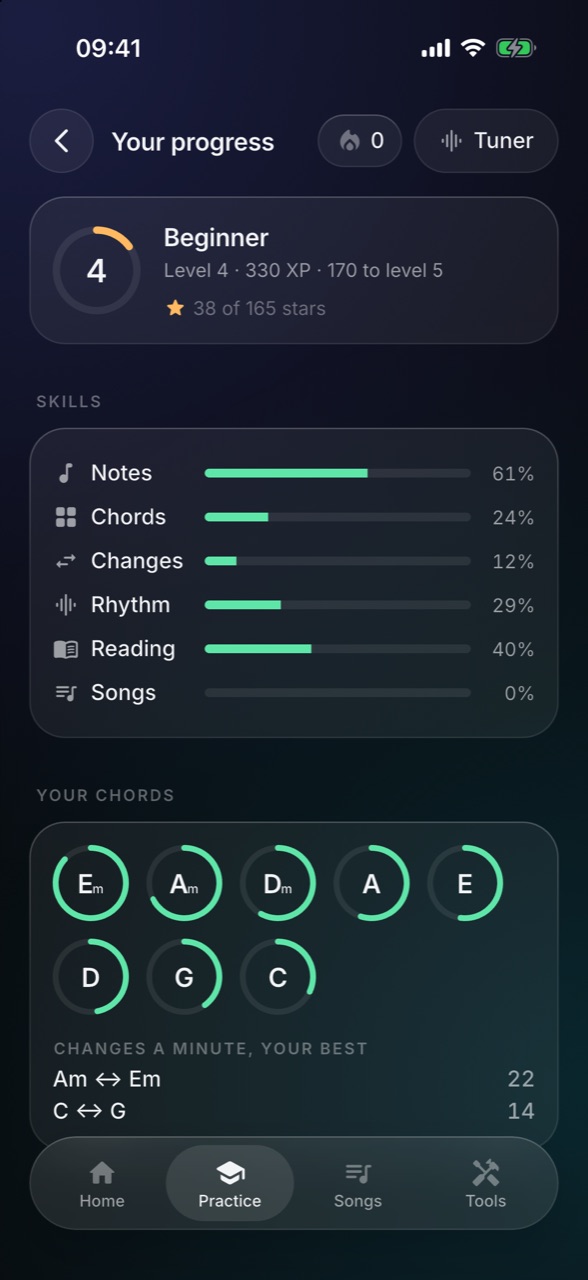 09:41
Your progress
0
Tuner
4
Beginner
Level 4 · 330 XP · 170 to level 5
38 of 165 stars
SKILLS
Notes 61%
Chords 24%
Changes 12%
Rhythm 29%
Reading 40%
Songs 0%
YOUR CHORDS
Em Am Dm A E
D G C
CHANGES A MINUTE, YOUR BEST
Am ↔ Em 22
C ↔ G 14
Home Practice Songs Tools